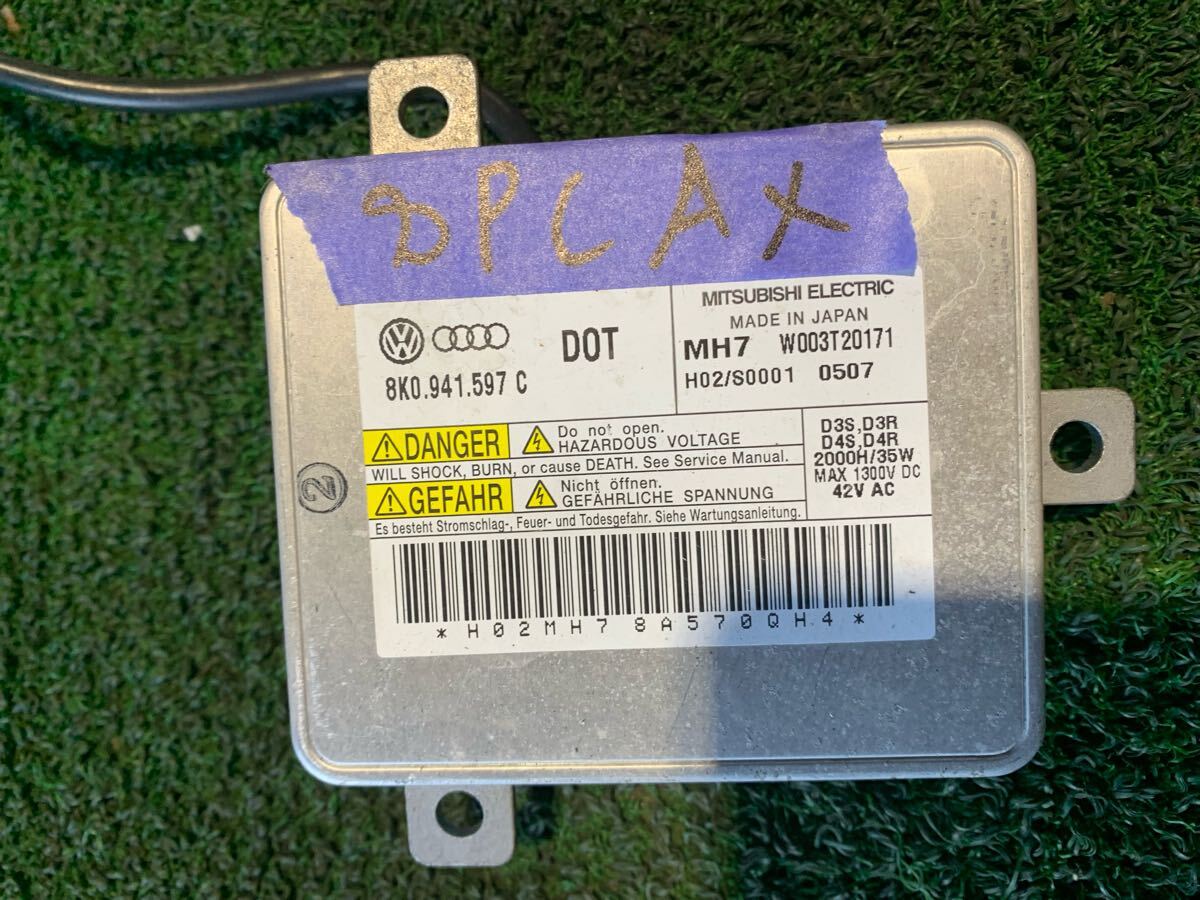 DPCAX
MITSUBISHI ELECTRIC
MADE IN JAPAN
DOT
MH7 W003T20171
8K0.941.597 C
H02/S0001 0507
DANGER
Do not open.
HAZARDOUS VOLTAGE
WILL SHOCK, BURN, or cause DEATH. See Service Manual.
GEFAHR
Nicht öffnen.
GEFÄHRLICHE SPANNUNG
Es besteht Stromschlag-, Feuer- und Todesgefahr. Siehe Wartungsanleitung.
D3S,D3R
D4S,D4R
2000H/35W
MAX 1300V DC
42V AC
2
*H02MH78A570QH4*